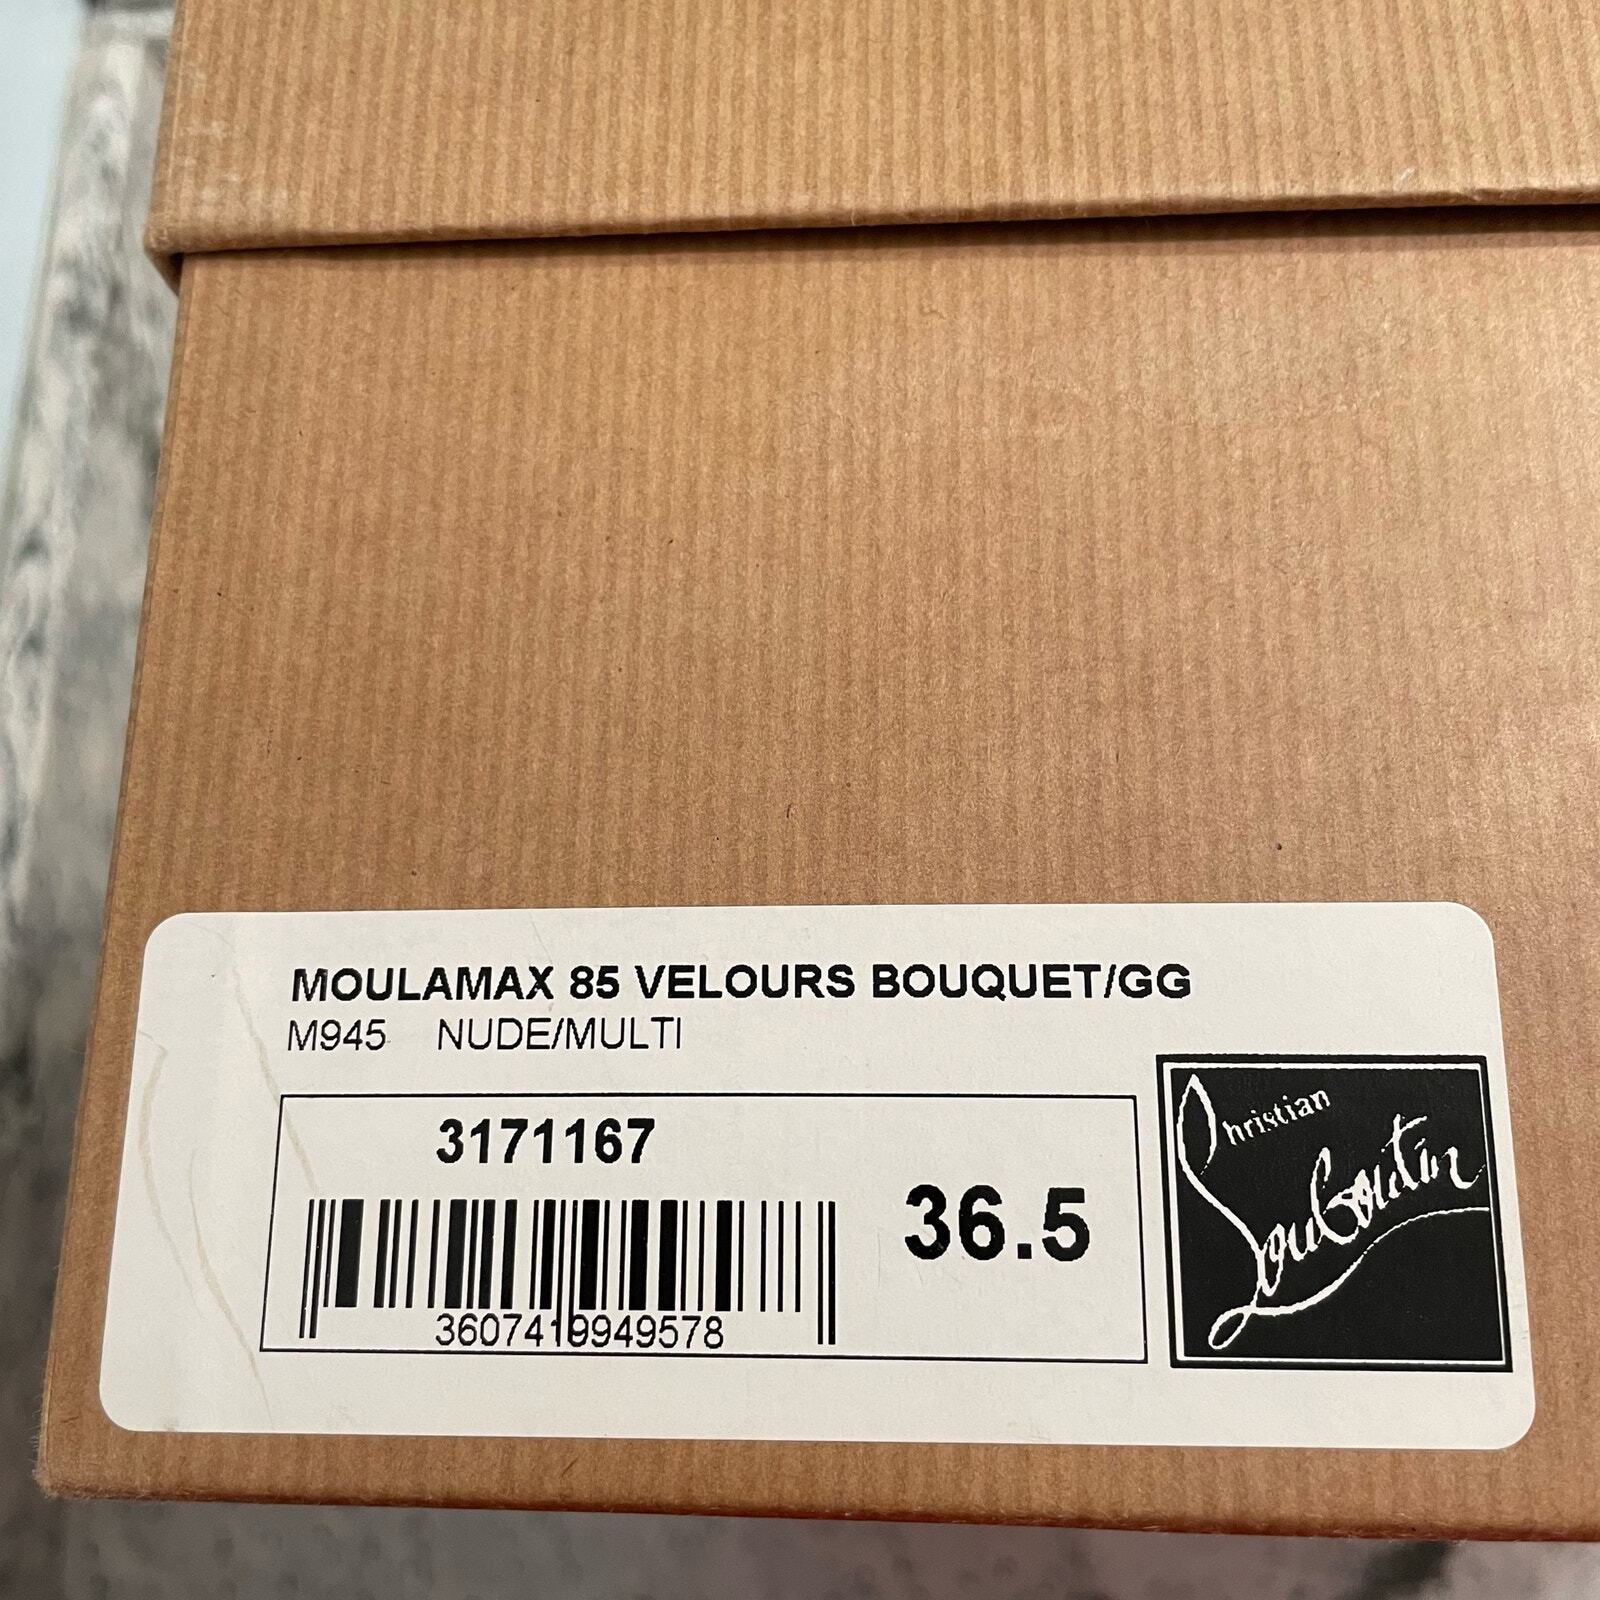 MOULAMAX 85 VELOURS BOUQUET/GG
M945 NUDE/MULTI
3171167
36.5
3607419949578
Christian
Louboutin